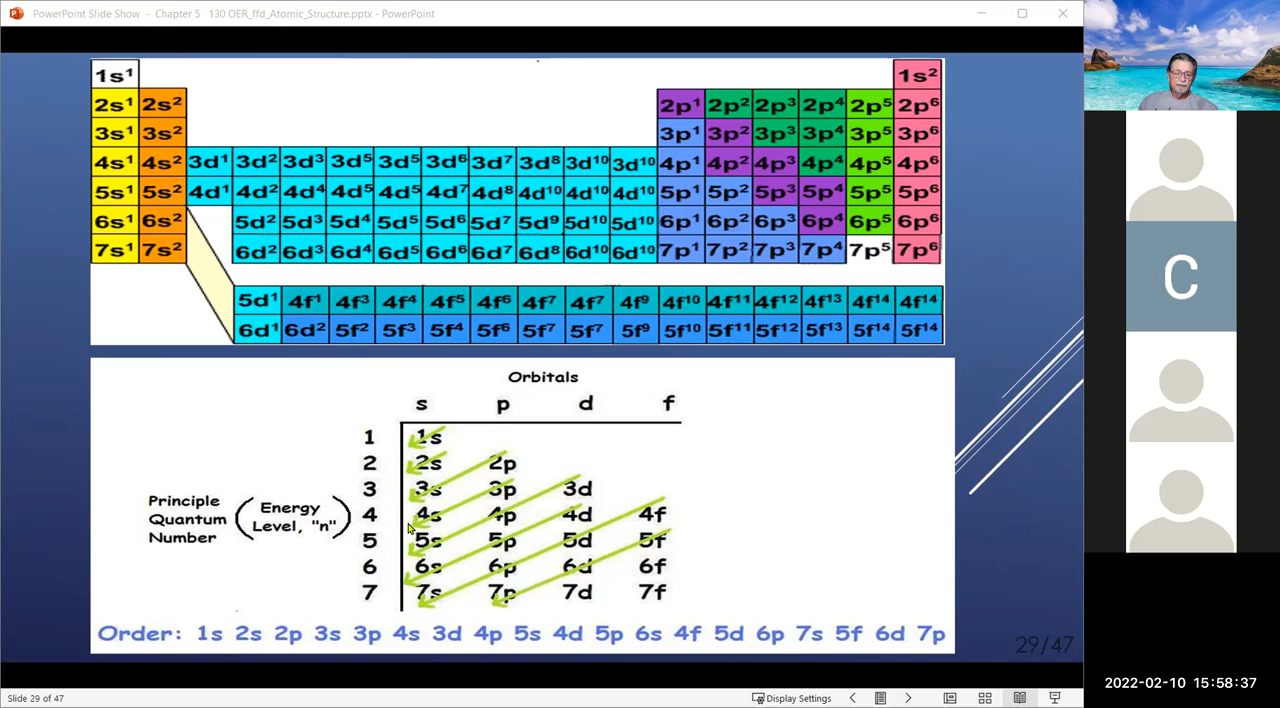 PowerPoint Slide Show - Chapter 5 130 OER_ffd_Atomic_Structure.pptx - PowerPoint
1s¹ 1s²
2s¹ 2s² 2p¹ 2p² 2p³ 2p⁴ 2p⁵ 2p⁶
3s¹ 3s² 3p¹ 3p² 3p³ 3p⁴ 3p⁵ 3p⁶
4s¹ 4s² 3d¹ 3d² 3d³ 3d⁵ 3d⁵ 3d⁶ 3d⁷ 3d⁸ 3d¹⁰ 3d¹⁰ 4p¹ 4p² 4p³ 4p⁴ 4p⁵ 4p⁶
5s¹ 5s² 4d¹ 4d² 4d⁴ 4d⁵ 4d⁵ 4d⁷ 4d⁸ 4d¹⁰ 4d¹⁰ 4d¹⁰ 5p¹ 5p² 5p³ 5p⁴ 5p⁵ 5p⁶
6s¹ 6s² 5d² 5d³ 5d⁴ 5d⁵ 5d⁶ 5d⁷ 5d⁹ 5d¹⁰ 5d¹⁰ 6p¹ 6p² 6p³ 6p⁴ 6p⁵ 6p⁶
7s¹ 7s² 6d² 6d³ 6d⁴ 6d⁵ 6d⁶ 6d⁷ 6d⁸ 6d¹⁰ 6d¹⁰ 7p¹ 7p² 7p³ 7p⁴ 7p⁵ 7p⁶
5d¹ 4f¹ 4f³ 4f⁴ 4f⁵ 4f⁶ 4f⁷ 4f⁷ 4f⁹ 4f¹⁰ 4f¹¹ 4f¹² 4f¹³ 4f¹⁴ 4f¹⁴
6d¹ 6d² 5f² 5f³ 5f⁴ 5f⁶ 5f⁷ 5f⁷ 5f⁹ 5f¹⁰ 5f¹¹ 5f¹² 5f¹³ 5f¹⁴ 5f¹⁴
C
Orbitals
s p d f
1 1s
2 2s 2p
3 3s 3p 3d
4 4s 4p 4d 4f
5 5s 5p 5d 5f
6 6s 6p 6d 6f
7 7s 7p 7d 7f
Principle
Quantum
Number
Energy
Level, "n"
Order: 1s 2s 2p 3s 3p 4s 3d 4p 5s 4d 5p 6s 4f 5d 6p 7s 5f 6d 7p
29/47
2022-02-10 15:58:37
Slide 29 of 47
Display Settings